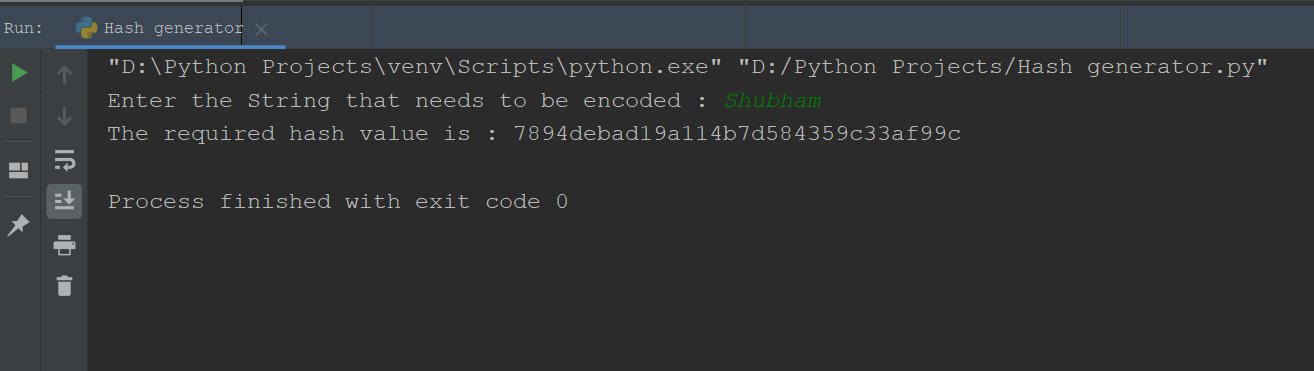 Run: Hash generator
"D:\Python Projects\venv\Scripts\python.exe" "D:/Python Projects/Hash generator.py"
Enter the String that needs to be encoded : Shubham
The required hash value is : 7894debad19a114b7d584359c33af99c
Process finished with exit code 0